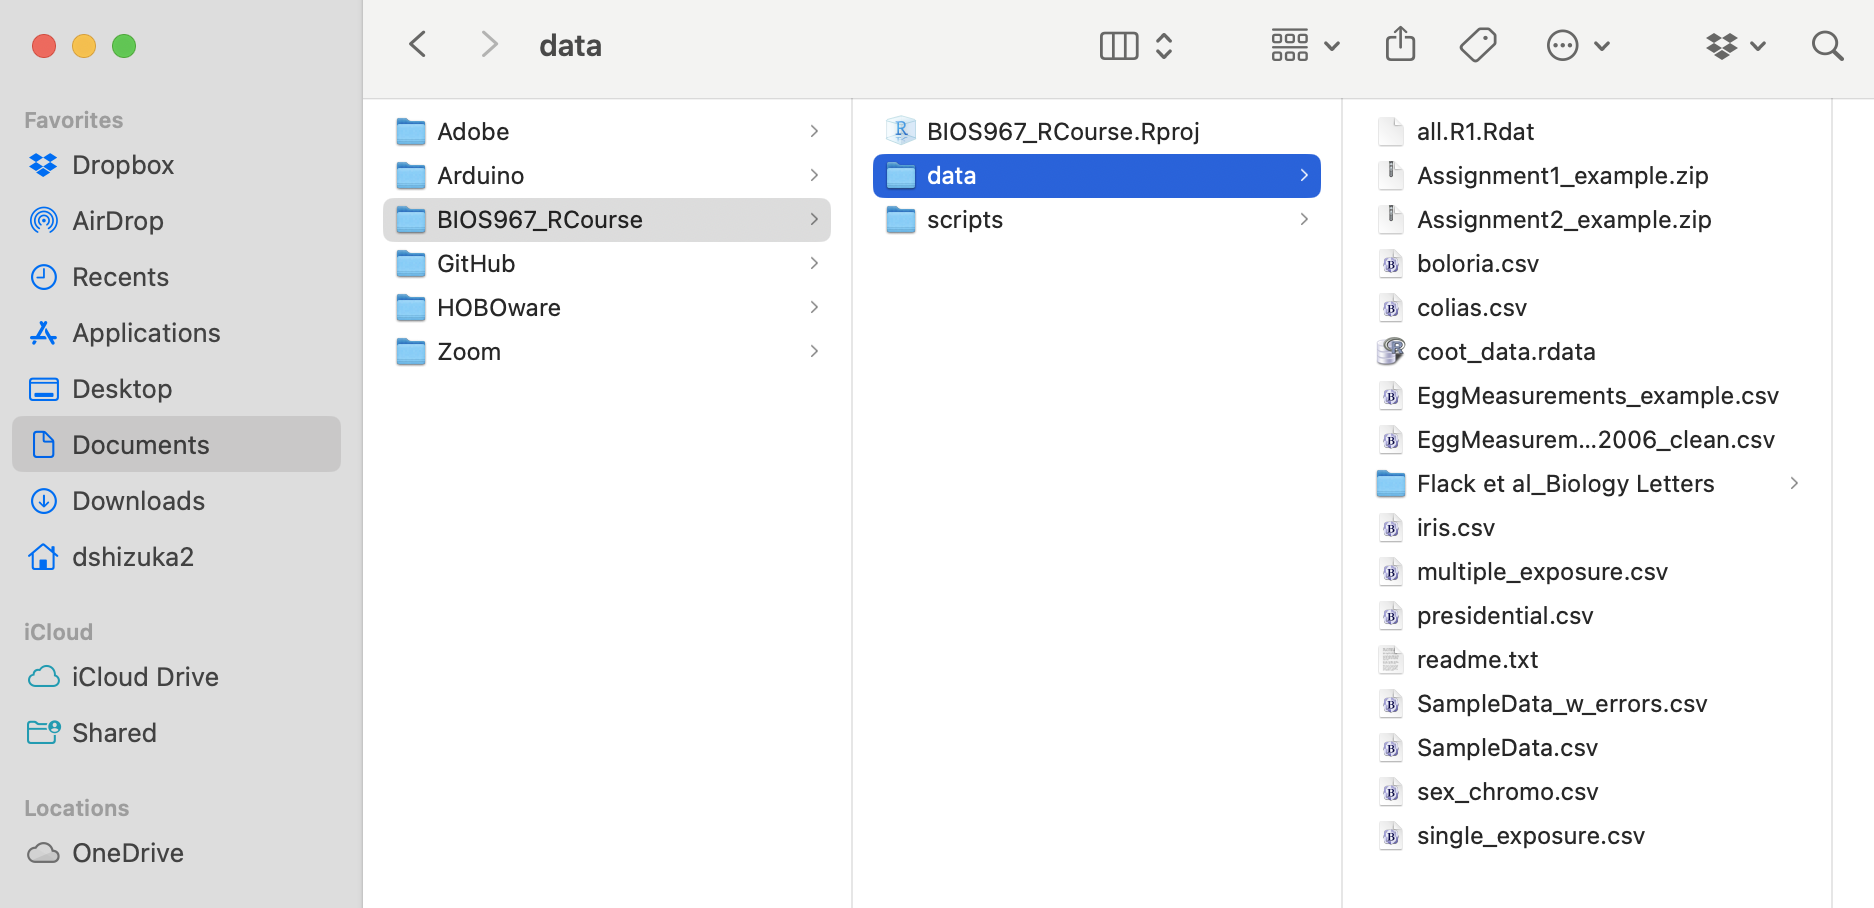 data
Favorites
Dropbox
AirDrop
Recents
Applications
Desktop
Documents
Downloads
dshizuka2
iCloud
iCloud Drive
Shared
Locations
OneDrive
Adobe
Arduino
BIOS967_RCourse
GitHub
HOBOware
Zoom
BIOS967_RCourse.Rproj
data
scripts
all.R1.Rdat
Assignment1_example.zip
Assignment2_example.zip
boloria.csv
colias.csv
coot_data.rdata
EggMeasurements_example.csv
EggMeasurem...2006_clean.csv
Flack et al_Biology Letters
iris.csv
multiple_exposure.csv
presidential.csv
readme.txt
SampleData_w_errors.csv
SampleData.csv
sex_chromo.csv
single_exposure.csv